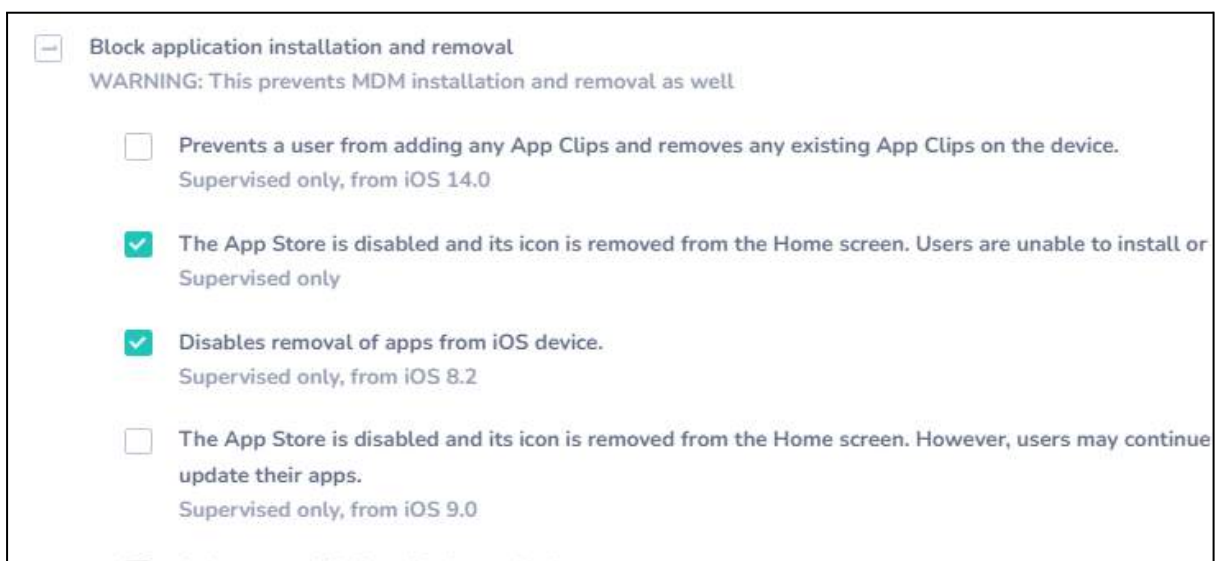 Block application installation and removal
WARNING: This prevents MDM installation and removal as well
Prevents a user from adding any App Clips and removes any existing App Clips on the device.
Supervised only, from iOS 14.0
The App Store is disabled and its icon is removed from the Home screen. Users are unable to install or
Supervised only
Disables removal of apps from iOS device.
Supervised only, from iOS 8.2
The App Store is disabled and its icon is removed from the Home screen. However, users may continue
update their apps.
Supervised only, from iOS 9.0